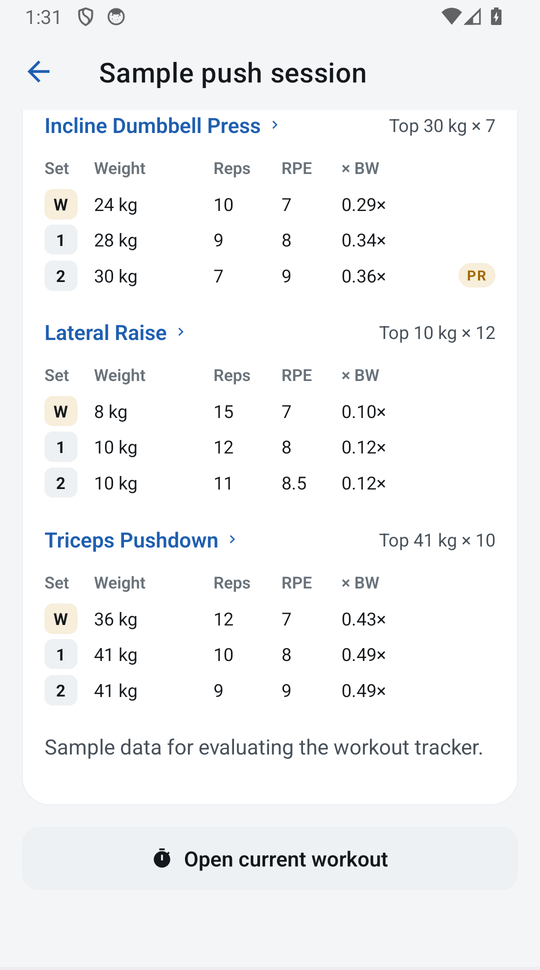 1:31
Sample push session
Incline Dumbbell Press Top 30 kg × 7
Set Weight Reps RPE × BW
W 24 kg 10 7 0.29×
1 28 kg 9 8 0.34×
2 30 kg 7 9 0.36× PR
Lateral Raise Top 10 kg × 12
Set Weight Reps RPE × BW
W 8 kg 15 7 0.10×
1 10 kg 12 8 0.12×
2 10 kg 11 8.5 0.12×
Triceps Pushdown Top 41 kg × 10
Set Weight Reps RPE × BW
W 36 kg 12 7 0.43×
1 41 kg 10 8 0.49×
2 41 kg 9 9 0.49×
Sample data for evaluating the workout tracker.
Open current workout